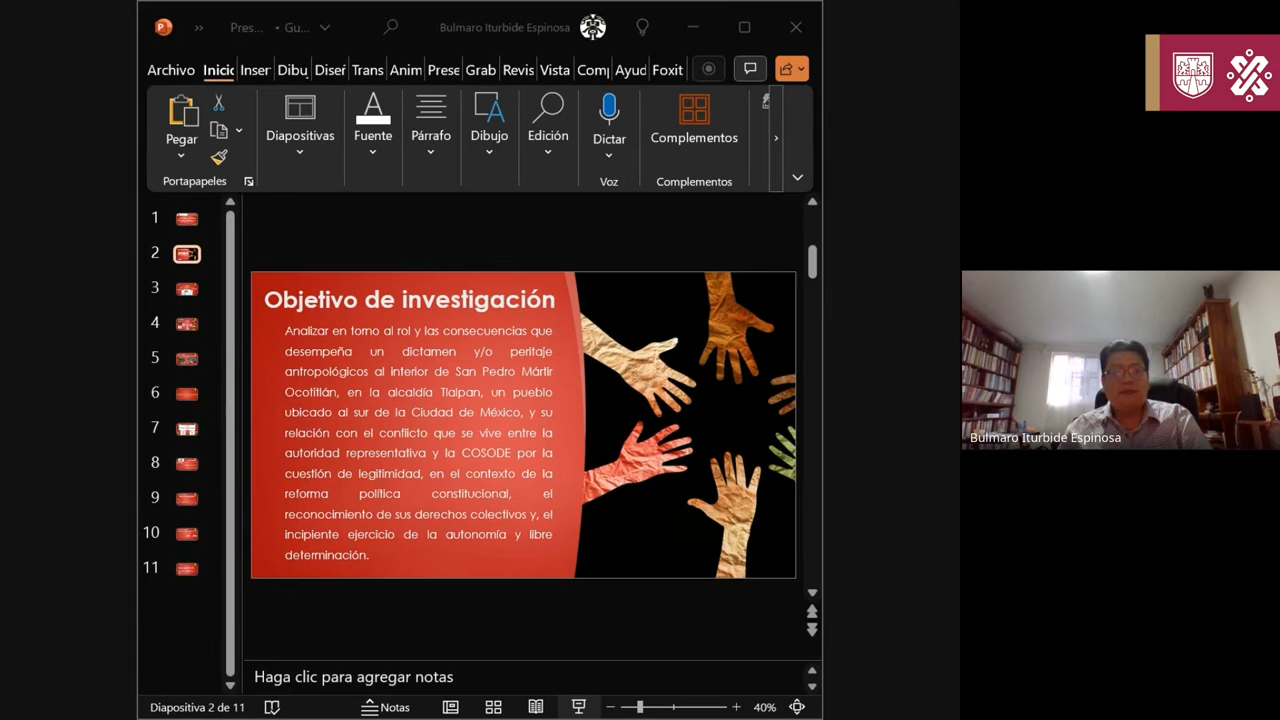 Pres... • Gu...
Bulmaro Iturbide Espinosa
Archivo Inicio Inser Dibu Diseñ Trans Anim Prese Grab Revis Vista Comp Ayud Foxit
Pegar
Diapositivas
Fuente
Párrafo
Dibujo
Edición
Dictar
Complementos
Portapapeles
Voz
Complementos
1
2
3
4
5
6
7
8
9
10
11
Objetivo de investigación
Analizar en torno al rol y las consecuencias que
desempeña un dictamen y/o peritaje
antropológicos al interior de San Pedro Mártir
Ocotitlán, en la alcaldía Tlalpan, un pueblo
ubicado al sur de la Ciudad de México, y su
relación con el conflicto que se vive entre la
autoridad representativa y la COSODE por la
cuestión de legitimidad, en el contexto de la
reforma política constitucional, el
reconocimiento de sus derechos colectivos y, el
incipiente ejercicio de la autonomía y libre
determinación.
Haga clic para agregar notas
Diapositiva 2 de 11
Notas
40%
Bulmaro Iturbide Espinosa